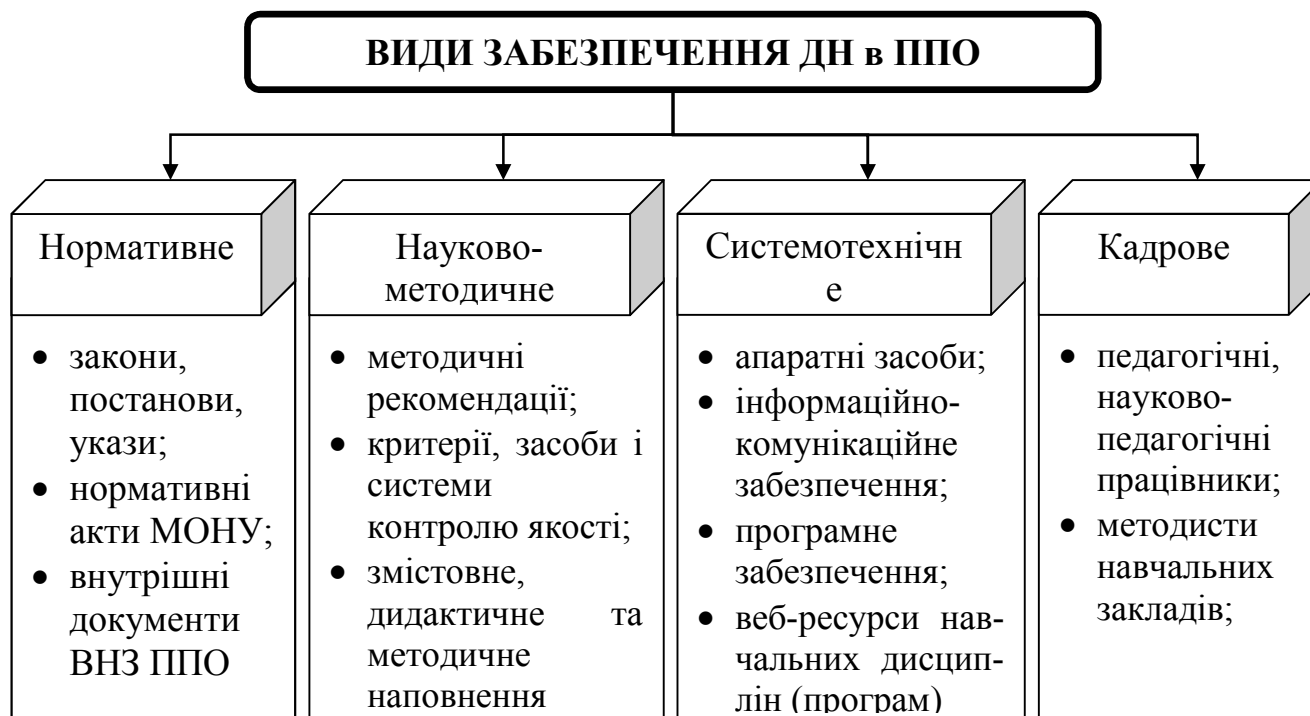 ВИДИ ЗАБЕЗПЕЧЕННЯ ДН в ППО
Нормативне
• закони,
постанови,
укази;
• нормативні
акти МОНУ;
• внутрішні
документи
ВНЗ ППО
Науково-
методичне
• методичні
рекомендації;
• критерії, засоби і
системи
контролю якості;
• змістовне,
дидактичне та
методичне
наповнення
Системотехнічн
е
• апаратні засоби;
• інформаційно-
комунікаційне
забезпечення;
• програмне
забезпечення;
• веб-ресурси нав-
чальних дисцип-
лін (програм)
Кадрове
• педагогічні,
науково-
педагогічні
працівники;
• методисти
навчальних
закладів;